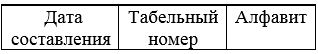 Дата составления
Табельный номер
Алфавит